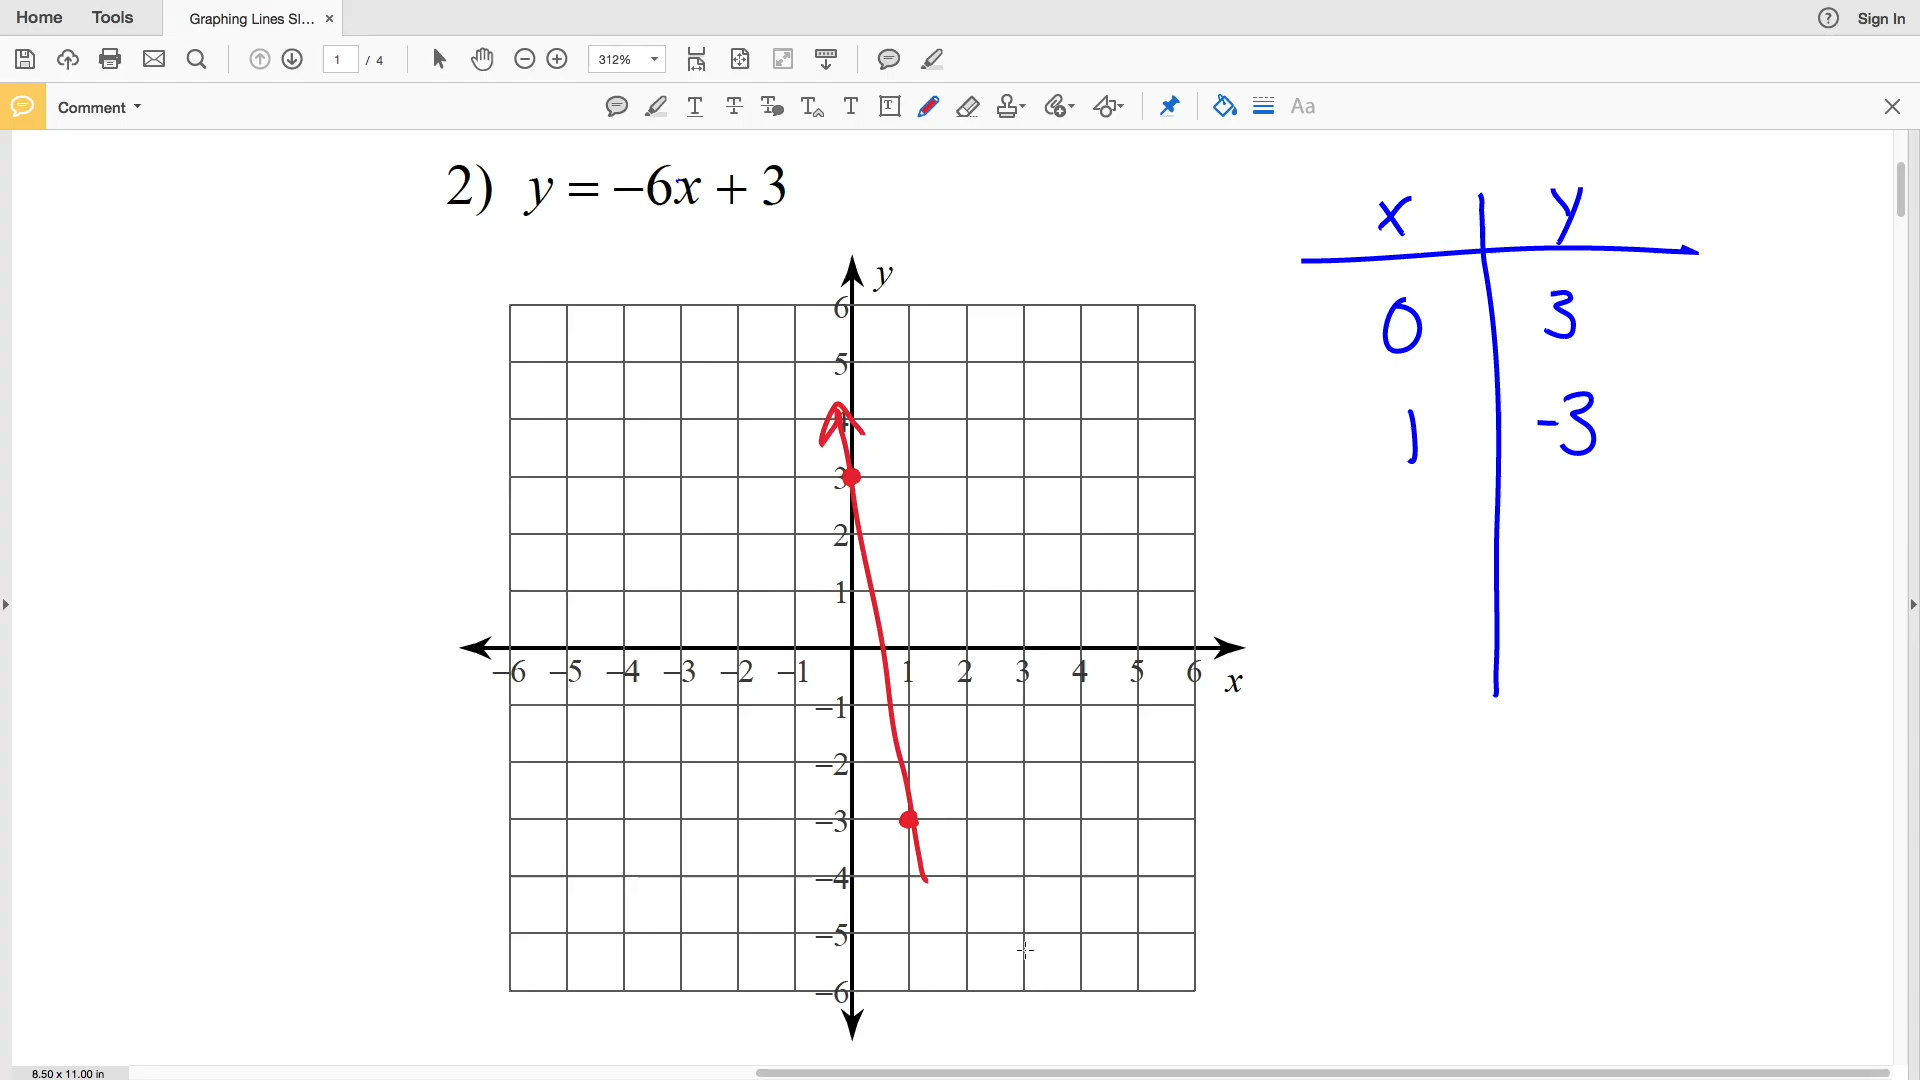 Home Tools Graphing Lines Sl... × ? Sign In
1 / 4 312%
Comment T T T T T T Aa
2) y = −6x + 3
x y
0 3
1 -3
y
6
5
4
3
2
1
−6 −5 −4 −3 −2 −1 1 2 3 4 5 6 x
−1
−2
−3
−4
−5
−6
8.50 x 11.00 in